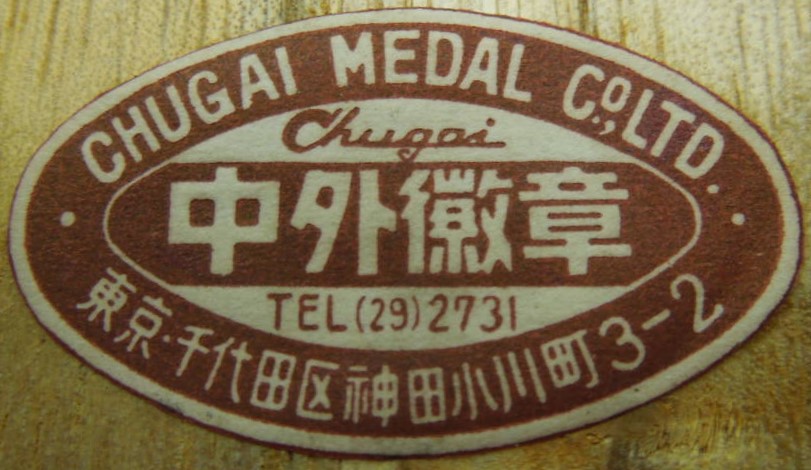 CHUGAI MEDAL Co.,LTD.
Chugai
中外徽章
TEL(29)2731
東京・千代田区神田小川町3-2